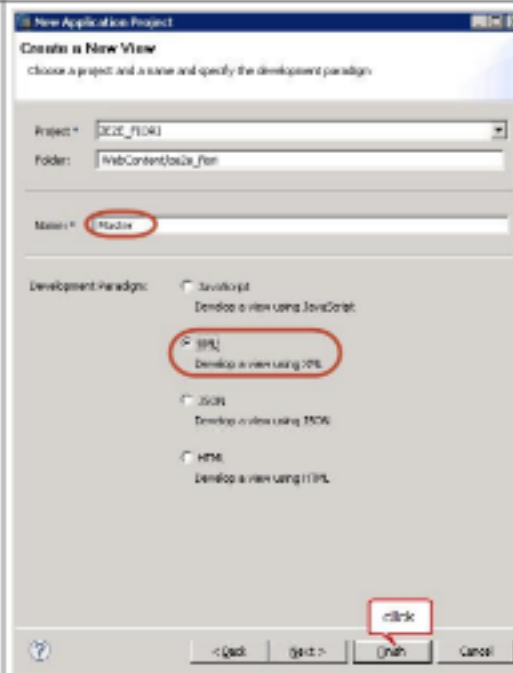 New Application Project
Create a New View
Choose a project and a name and specify the development paradigm
Project *
Folder:
Name: * Master
Development Paradigm: JavaScript
Develop a view using JavaScript
XML
Develop a view using XML
JSON
Develop a view using JSON
HTML
Develop a view using HTML
click
< Back Next > Finish Cancel